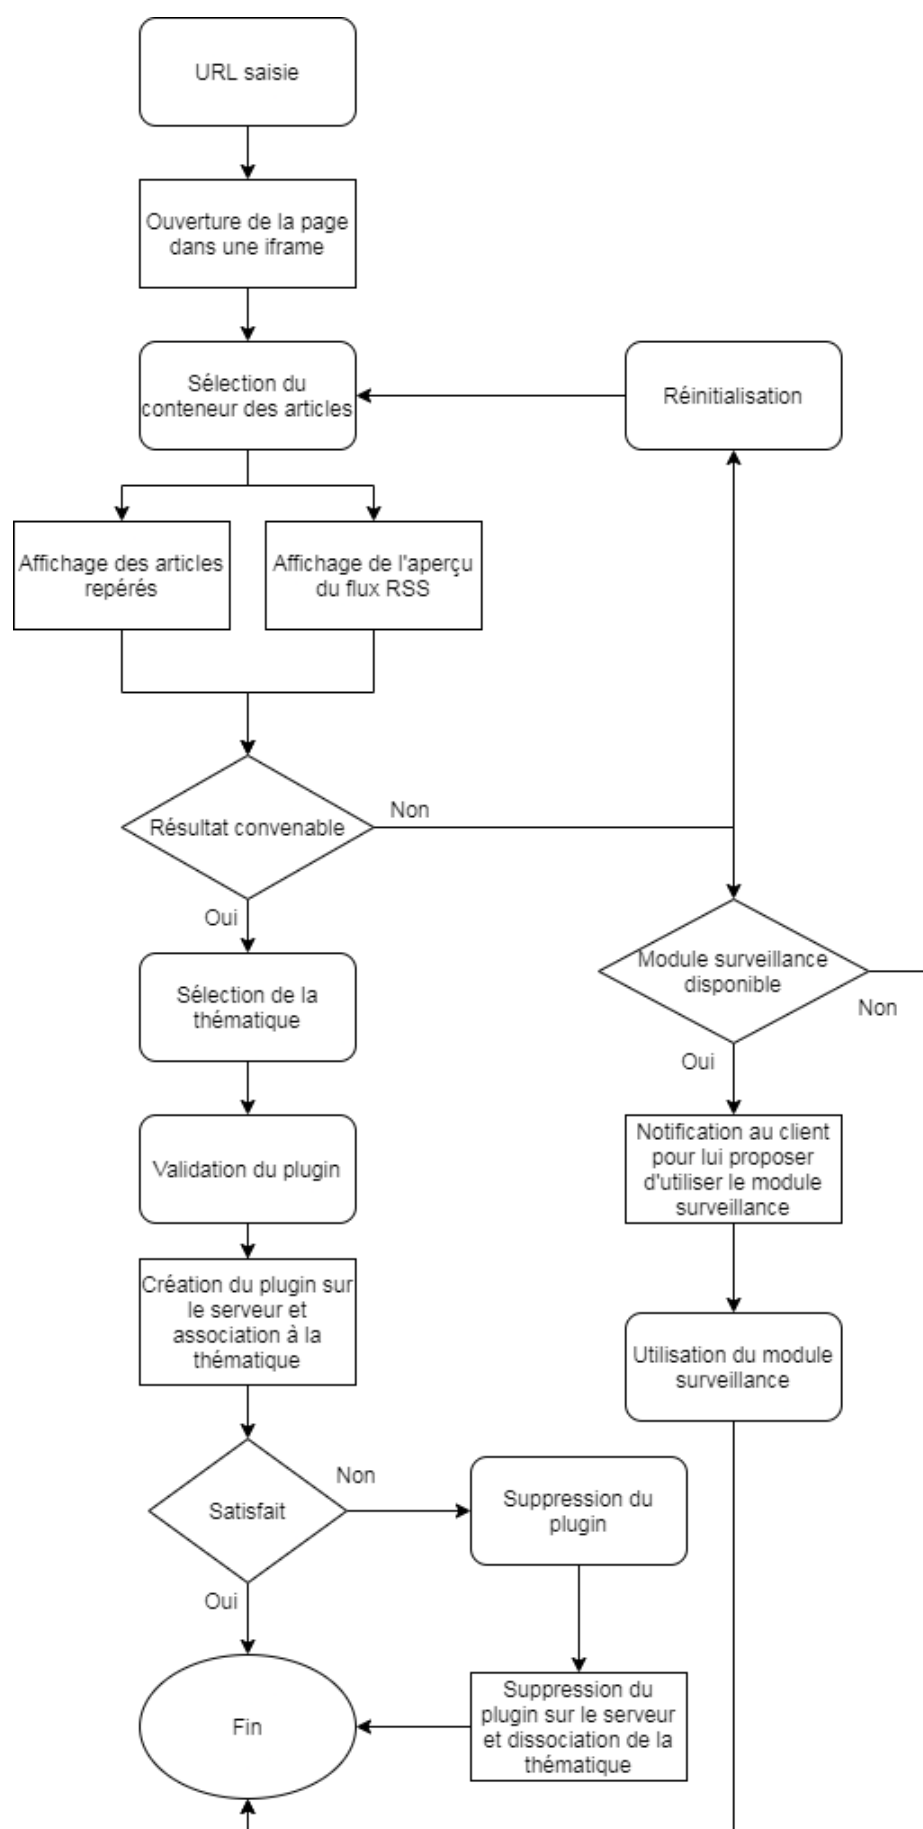 URL saisie
Ouverture de la page
dans une iframe
Sélection du
conteneur des articles
Réinitialisation
Affichage des articles
repérés
Affichage de l'aperçu
du flux RSS
Résultat convenable
Non
Oui
Module surveillance
disponible
Non
Oui
Sélection de la
thématique
Validation du plugin
Notification au client
pour lui proposer
d'utiliser le module
surveillance
Création du plugin sur
le serveur et
association à la
thématique
Utilisation du module
surveillance
Satisfait
Non
Oui
Suppression du
plugin
Suppression du
plugin sur le serveur
et dissociation de la
thématique
Fin